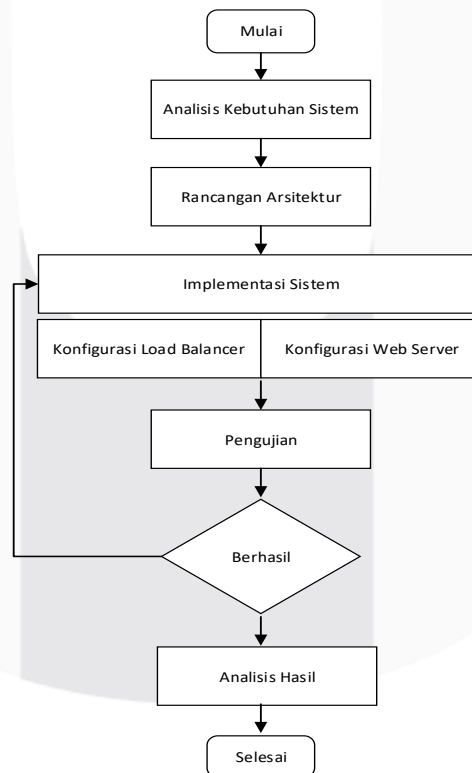 Mulai
Analisis Kebutuhan Sistem
Rancangan Arsitektur
Implementasi Sistem
Konfigurasi Load Balancer
Konfigurasi Web Server
Pengujian
Berhasil
Analisis Hasil
Selesai